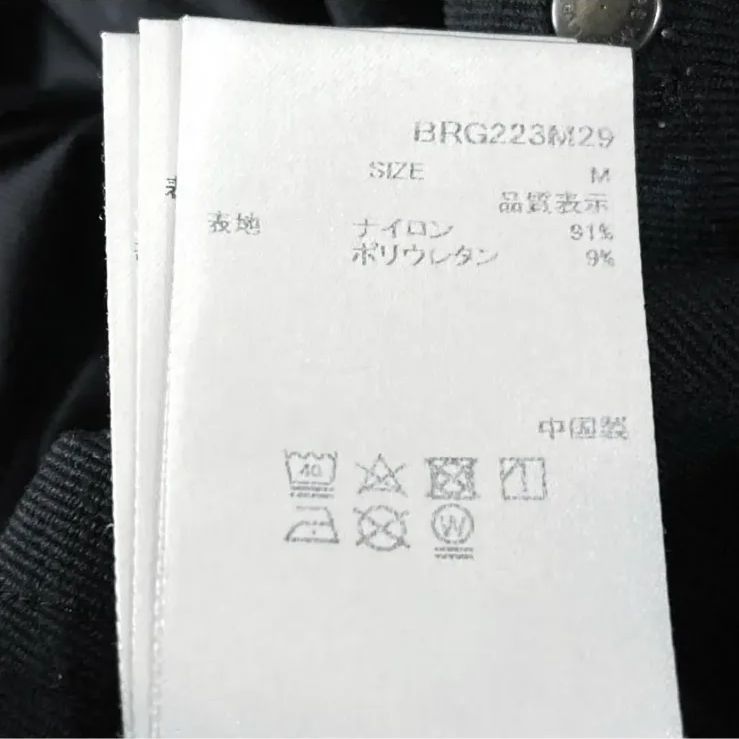 BRG223M29
SIZE M
品質表示
表地 ナイロン 91%
ポリウレタン 9%
中国製
40
W